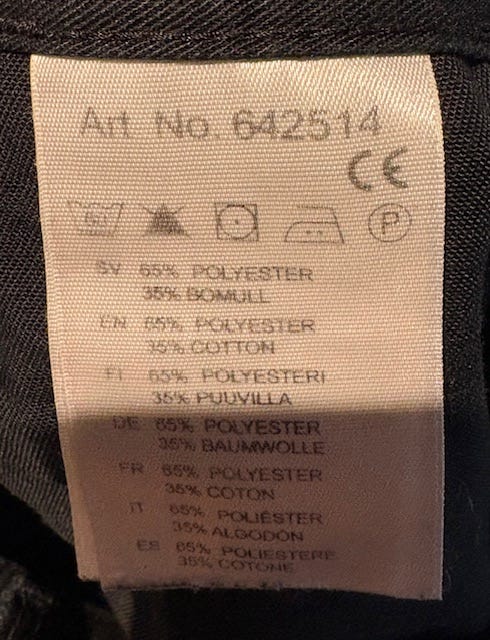 Art No. 642514
CE
P
SV 65% POLYESTER
35% BOMULL
EN 65% POLYESTER
35% COTTON
FI 65% POLYESTERI
35% PUUVILLA
DE 65% POLYESTER
35% BAUMWOLLE
FR 65% POLYESTER
35% COTON
IT 65% POLIÉSTER
35% ALGODON
ES 65% POLIESTERE
35% COTONE